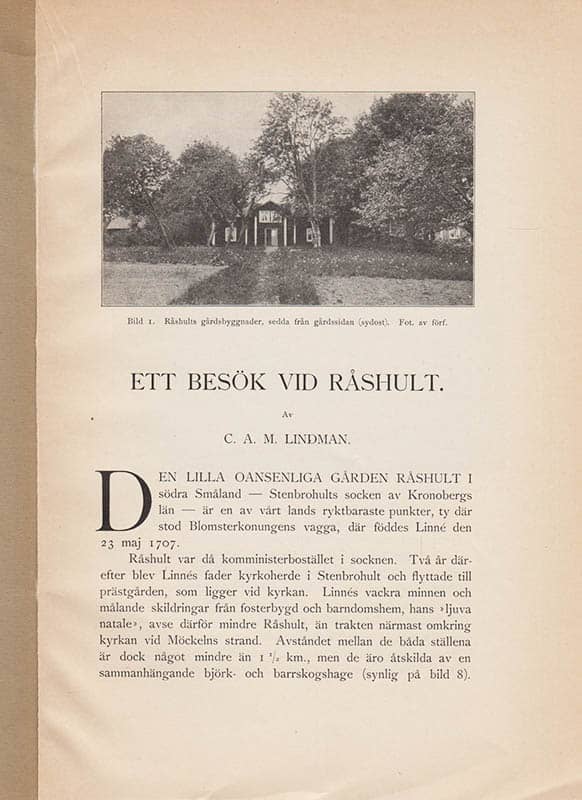 Bild 1. Råshults gårdsbyggnader, sedda från gårdssidan (sydost). Fot. av förf.
ETT BESÖK VID RÅSHULT.
Av
C. A. M. LINDMAN.
DEN LILLA OANSENLIGA GÅRDEN RÅSHULT I
södra Småland — Stenbrohults socken av Kronobergs
län — är en av vårt lands ryktbaraste punkter, ty där
stod Blomsterkonungens vagga, där föddes Linné den
23 maj 1707.
Råshult var då komministerbostället i socknen. Två år där-
efter blev Linnés fader kyrkoherde i Stenbrohult och flyttade till
prästgården, som ligger vid kyrkan. Linnés vackra minnen och
målande skildringar från fosterbygd och barndomshem, hans ›ljuva
natale›, avse därför mindre Råshult, än trakten närmast omkring
kyrkan vid Möckelns strand. Avståndet mellan de båda ställena
är dock något mindre än 1 1/2 km., men de äro åtskilda av en
sammanhängande björk- och barrskogshage (synlig på bild 8).